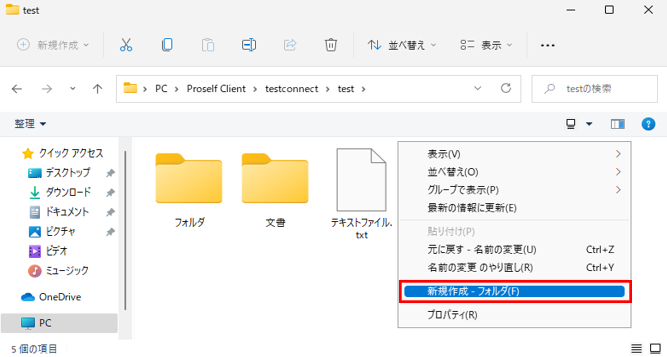 test
新規作成
並べ替え
表示
PC > Proself Client > testconnect > test >
testの検索
整理
クイック アクセス
デスクトップ
ダウンロード
ドキュメント
ピクチャ
ビデオ
ミュージック
OneDrive
PC
フォルダ
文書
テキストファイル.
txt
表示(V)
並べ替え(O)
グループで表示(P)
最新の情報に更新(E)
貼り付け(P)
元に戻す - 名前の変更(U) Ctrl+Z
名前の変更 のやり直し(R) Ctrl+Y
新規作成 - フォルダ(F)
プロパティ(R)
5 個の項目